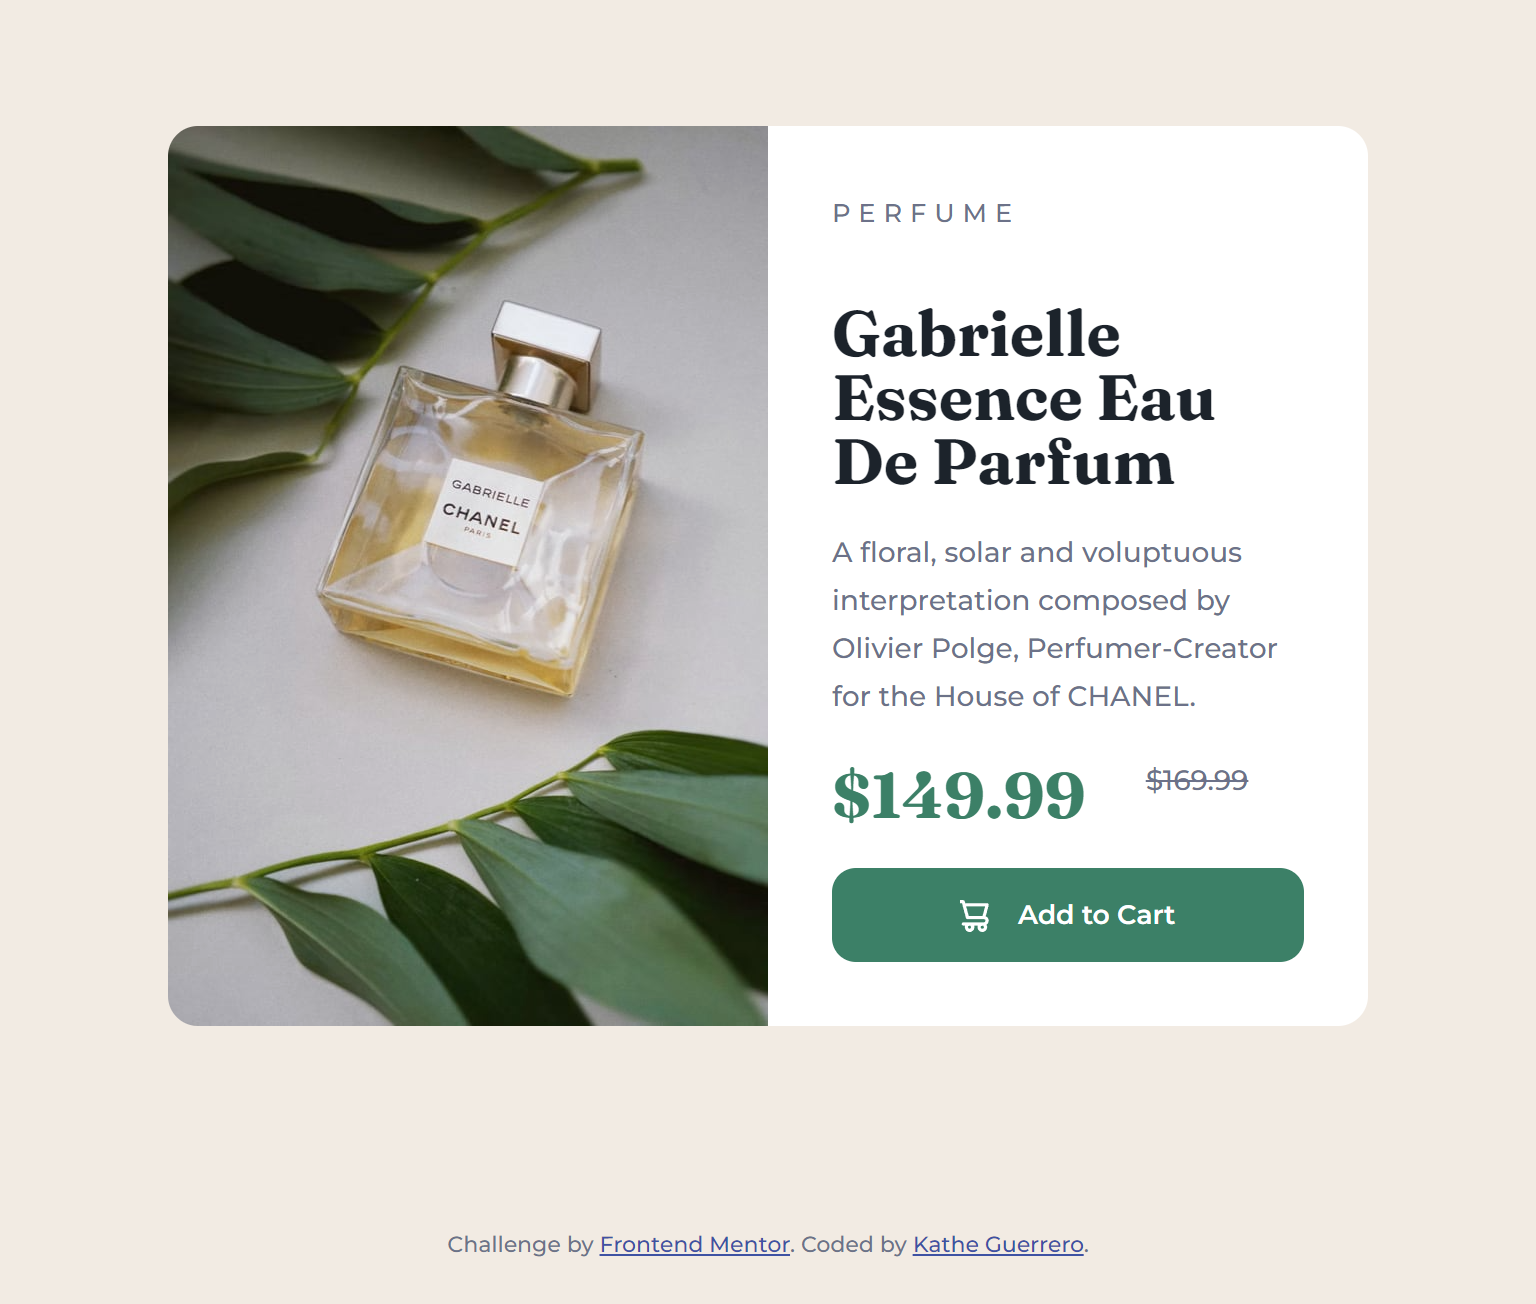 GABRIELLE
CHANEL
PARIS
PERFUME
Gabrielle
Essence Eau
De Parfum
A floral, solar and voluptuous
interpretation composed by
Olivier Polge, Perfumer-Creator
for the House of CHANEL.
$149.99 $169.99
Add to Cart
Challenge by Frontend Mentor. Coded by Kathe Guerrero.